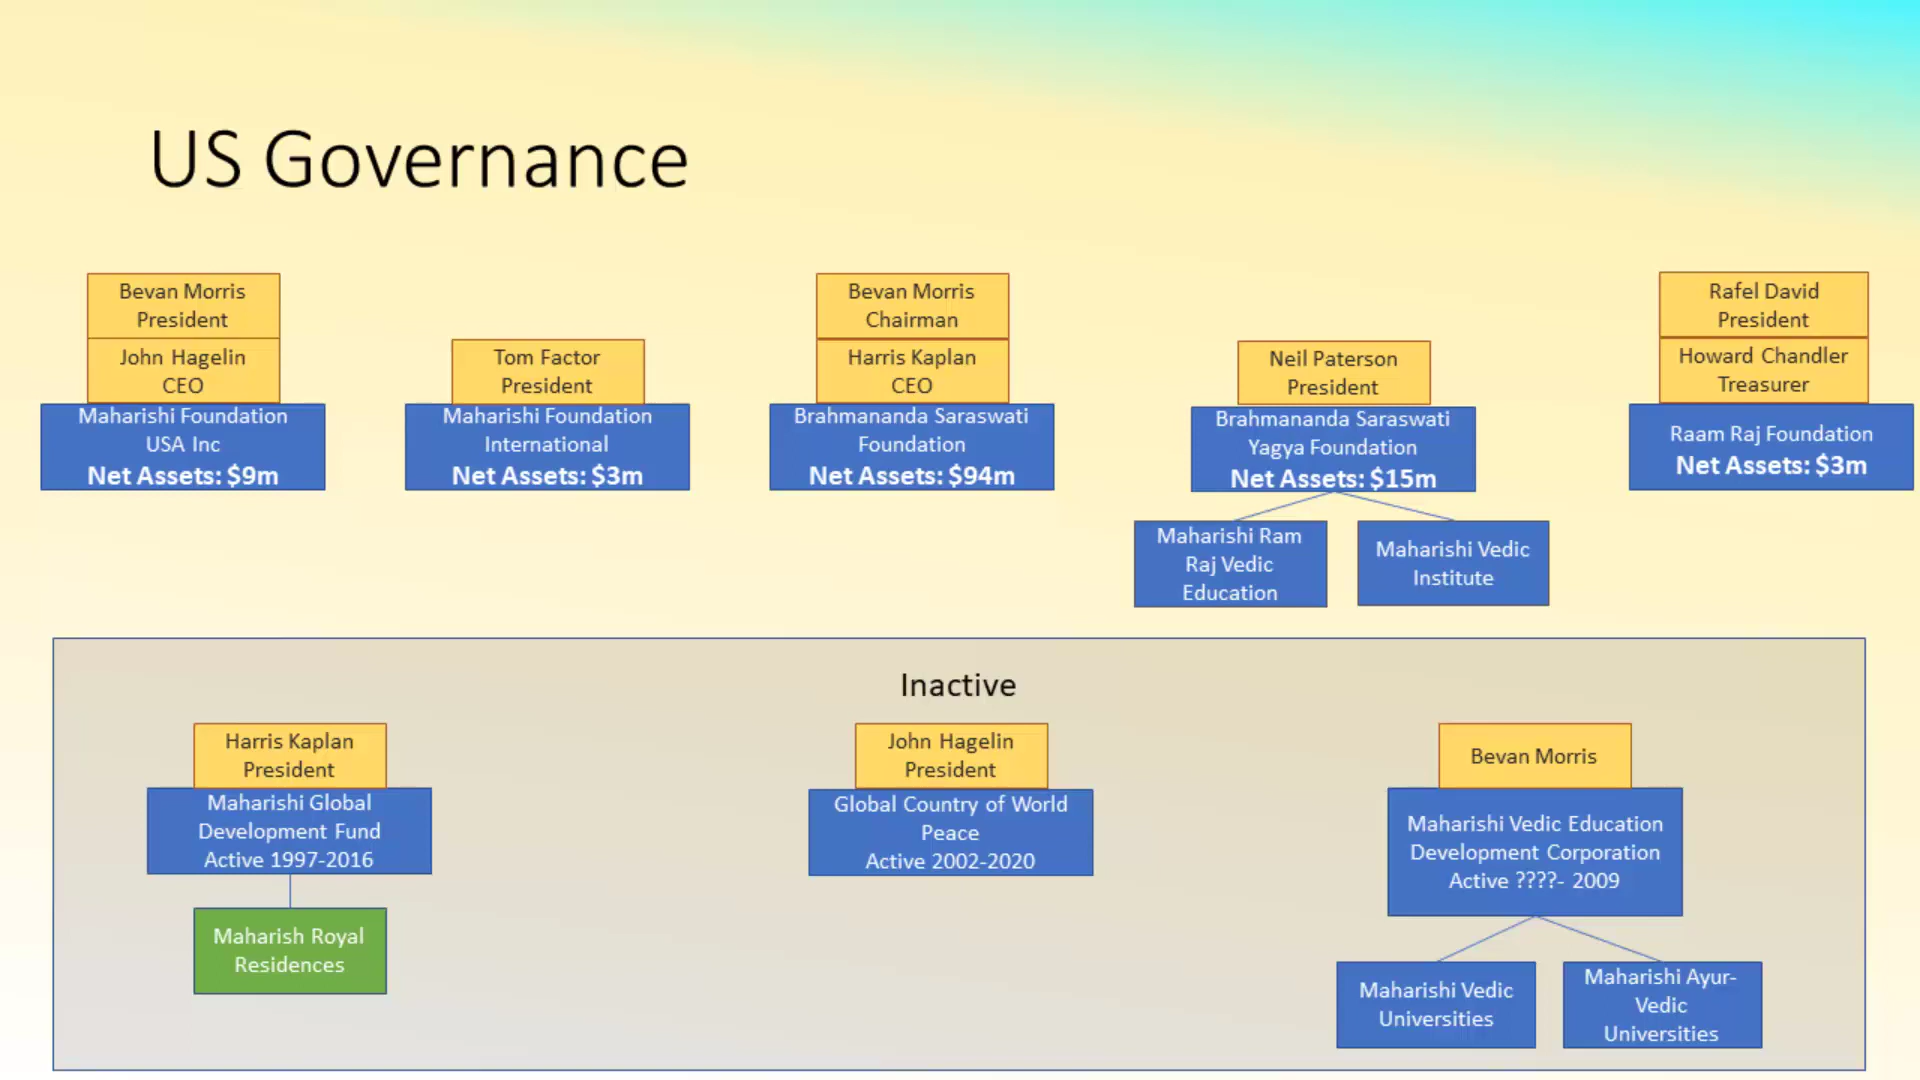 US Governance
Bevan Morris
President
John Hagelin
CEO
Maharishi Foundation
USA Inc
Net Assets: $9m
Tom Factor
President
Maharishi Foundation
International
Net Assets: $3m
Bevan Morris
Chairman
Harris Kaplan
CEO
Brahmananda Saraswati
Foundation
Net Assets: $94m
Neil Paterson
President
Brahmananda Saraswati
Yagya Foundation
Net Assets: $15m
Maharishi Ram
Raj Vedic
Education
Maharishi Vedic
Institute
Rafel David
President
Howard Chandler
Treasurer
Raam Raj Foundation
Net Assets: $3m
Inactive
Harris Kaplan
President
Maharishi Global
Development Fund
Active 1997-2016
Maharish Royal
Residences
John Hagelin
President
Global Country of World
Peace
Active 2002-2020
Bevan Morris
Maharishi Vedic Education
Development Corporation
Active ????- 2009
Maharishi Vedic
Universities
Maharishi Ayur-
Vedic
Universities